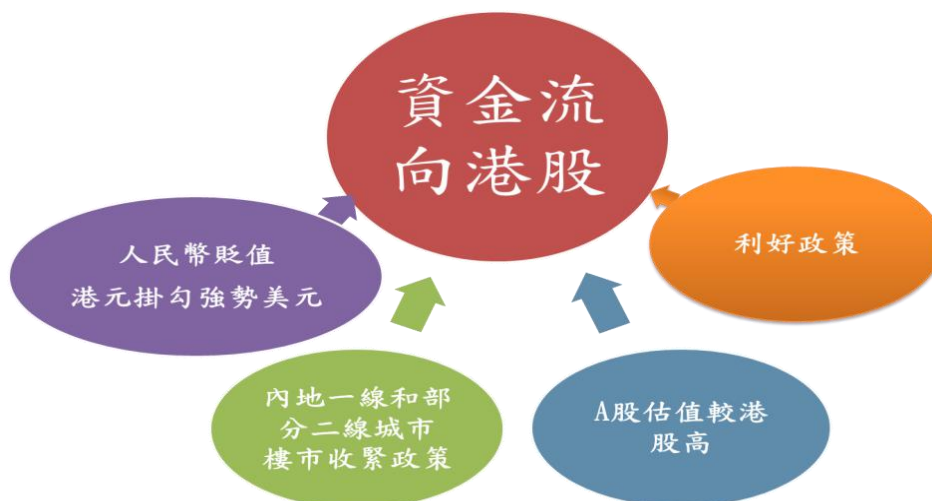 資金流
向港股
人民幣貶值
港元掛勾強勢美元
利好政策
內地一線和部
分二線城市
樓市收緊政策
A股估值較港
股高